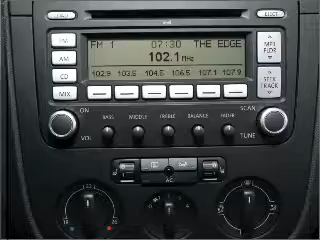 LOAD
EJECT
FM
AM
CD
MIX
FM 1 07:30 THE EDGE
102.1 MHz
102.9 103.5 104.5 106.5 107.1 107.9
MP3
FLDR
SEEK
TRACK
ON
VOL
BASS MIDDLE TREBLE BALANCE FADER
SCAN
TUNE
AC